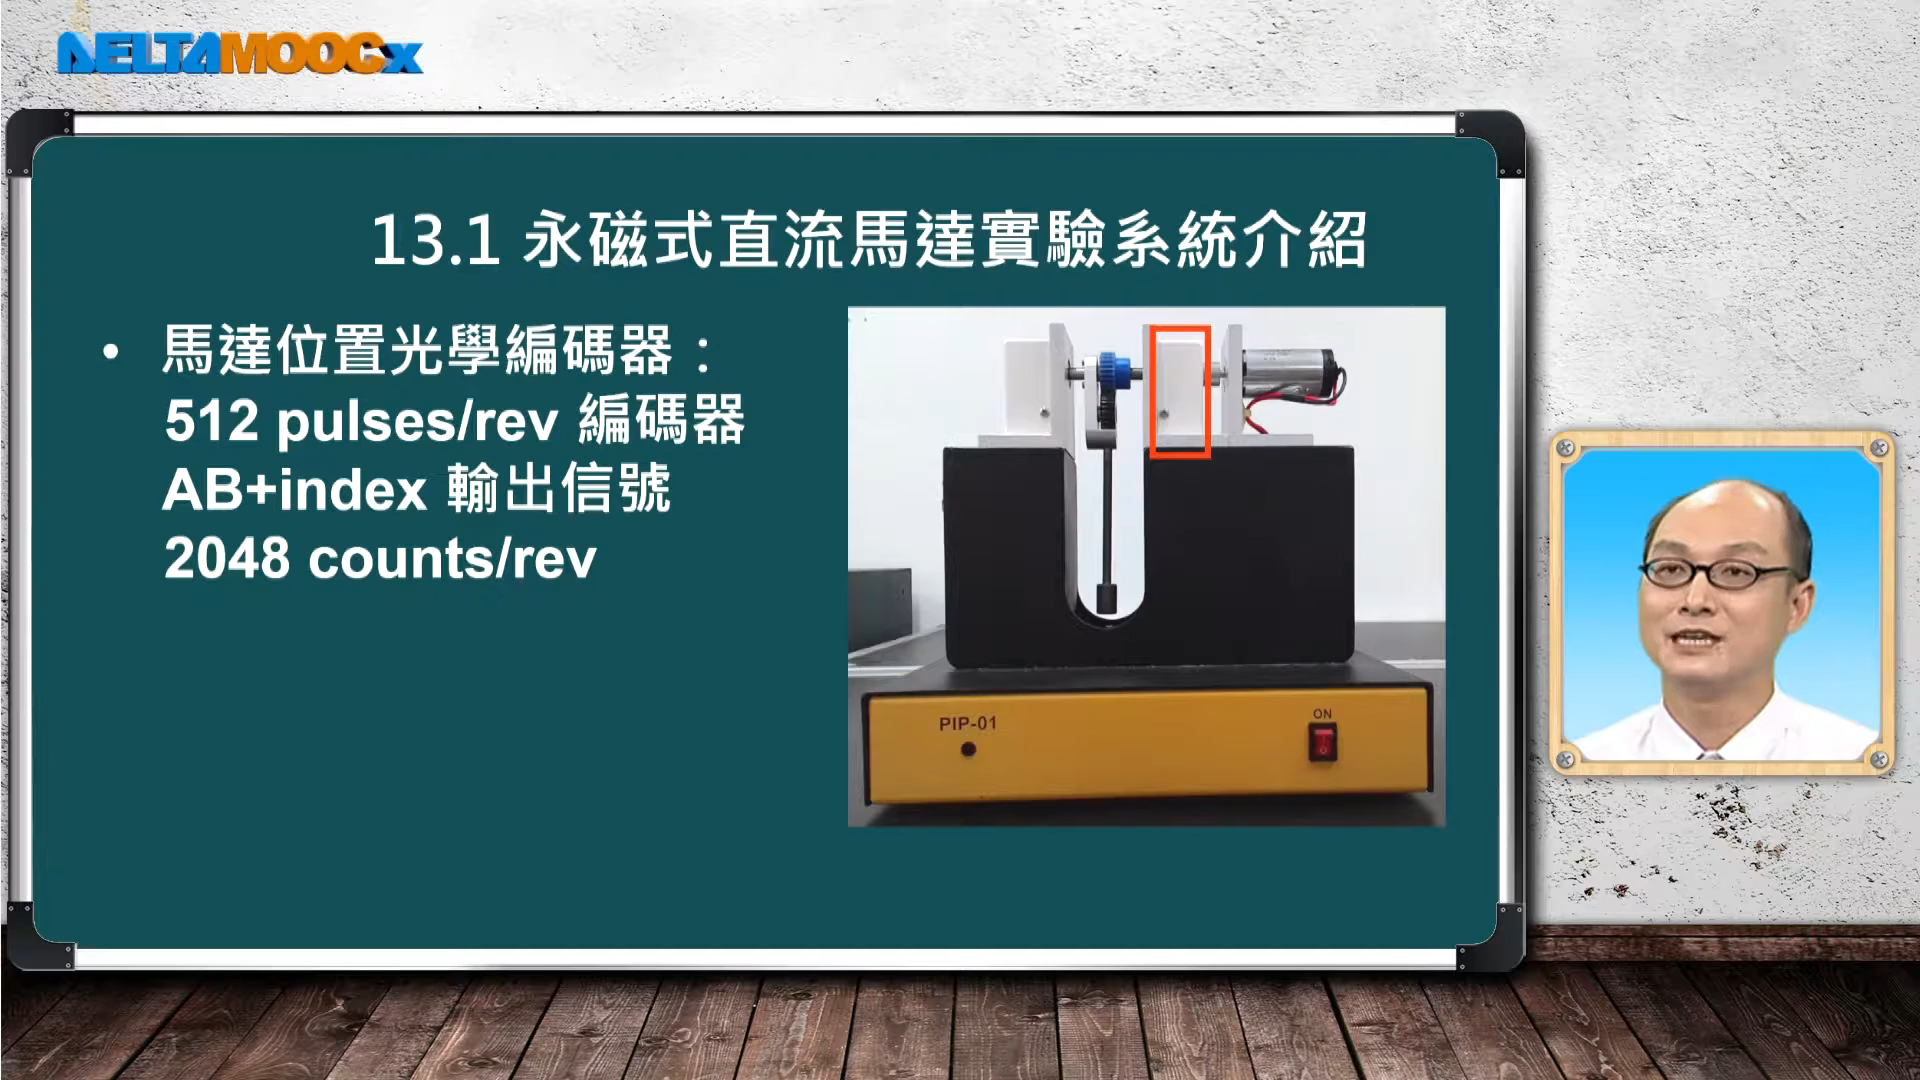 DELTAMOOCx
13.1 永磁式直流馬達實驗系統介紹
• 馬達位置光學編碼器：
512 pulses/rev 編碼器
AB+index 輸出信號
2048 counts/rev
PIP-01
ON